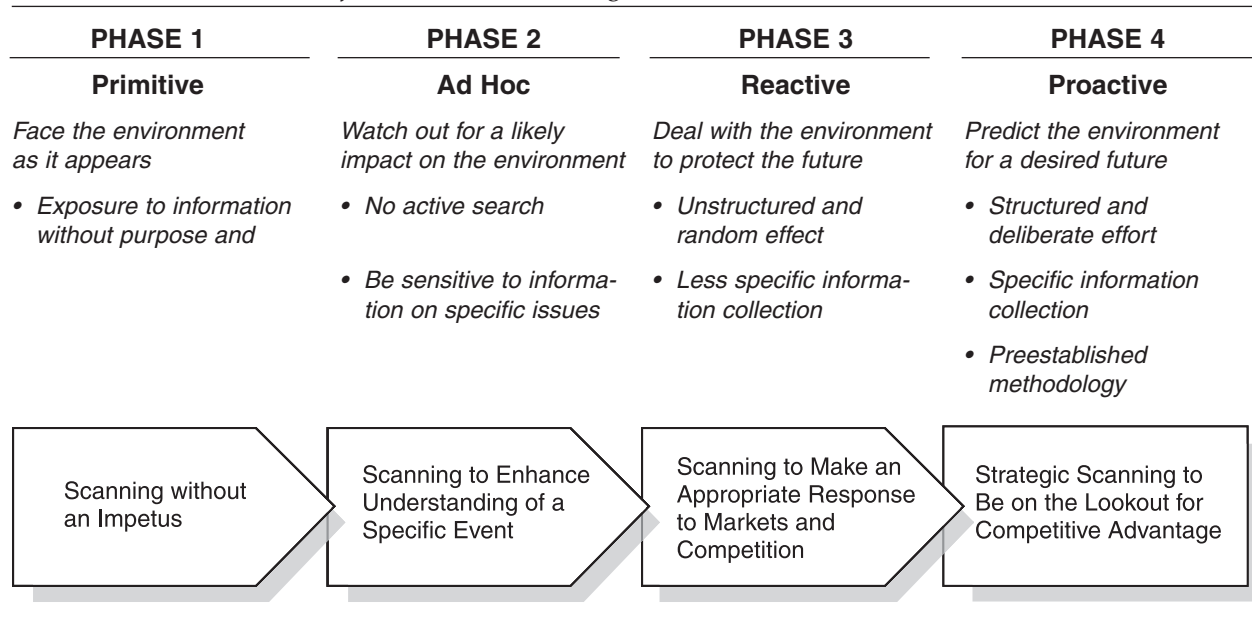 PHASE 1
Primitive
Face the environment
as it appears
• Exposure to information
without purpose and
PHASE 2
Ad Hoc
Watch out for a likely
impact on the environment
• No active search
• Be sensitive to informa-
tion on specific issues
PHASE 3
Reactive
Deal with the environment
to protect the future
• Unstructured and
random effect
• Less specific informa-
tion collection
PHASE 4
Proactive
Predict the environment
for a desired future
• Structured and
deliberate effort
• Specific information
collection
• Preestablished
methodology
Scanning without
an Impetus
Scanning to Enhance
Understanding of a
Specific Event
Scanning to Make an
Appropriate Response
to Markets and
Competition
Strategic Scanning to
Be on the Lookout for
Competitive Advantage